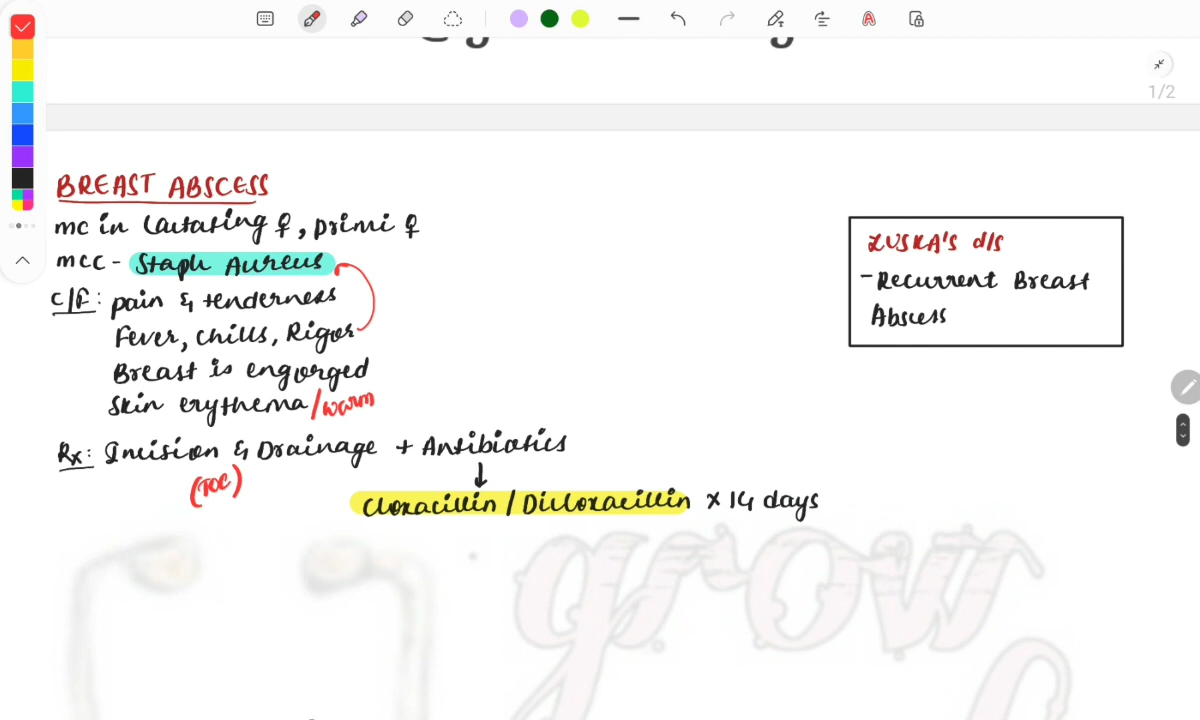 1/2
BREAST ABSCESS
mc in Lactating ♀, primi ♀
mcc - Staph Aureus
C/F: pain & tenderness
Fever, chills, Rigor
Breast is engorged
Skin erythema/warm
Rx: Incision & Drainage + Antibiotics
(TOC)
↓
Cloxacillin / Dicloxacillin × 14 days
ZUSKA'S d/s
- Recurrent Breast
Abscess
grow